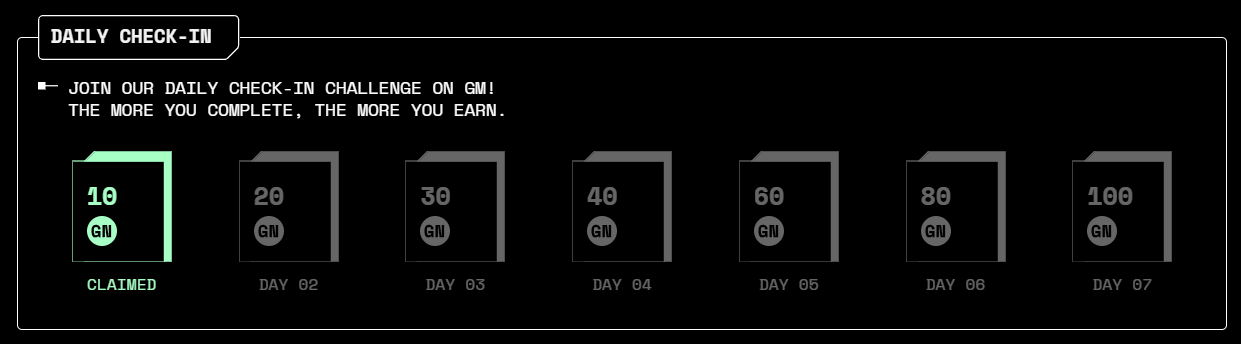 DAILY CHECK-IN
JOIN OUR DAILY CHECK-IN CHALLENGE ON GM!
THE MORE YOU COMPLETE, THE MORE YOU EARN.
10 20 30 40 60 80 100
GN GN GN GN GN GN GN
CLAIMED DAY 02 DAY 03 DAY 04 DAY 05 DAY 06 DAY 07